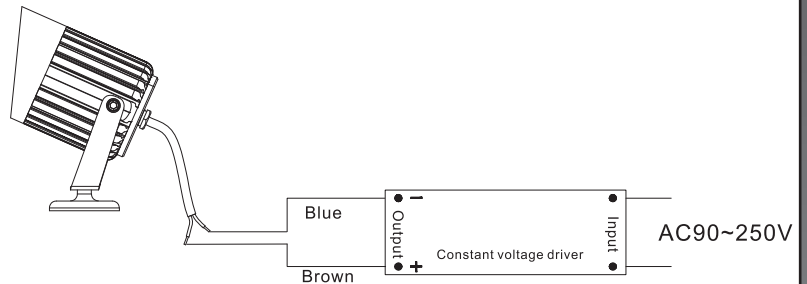 Blue
−
Output
Input
AC90~250V
Constant voltage driver
+
Brown